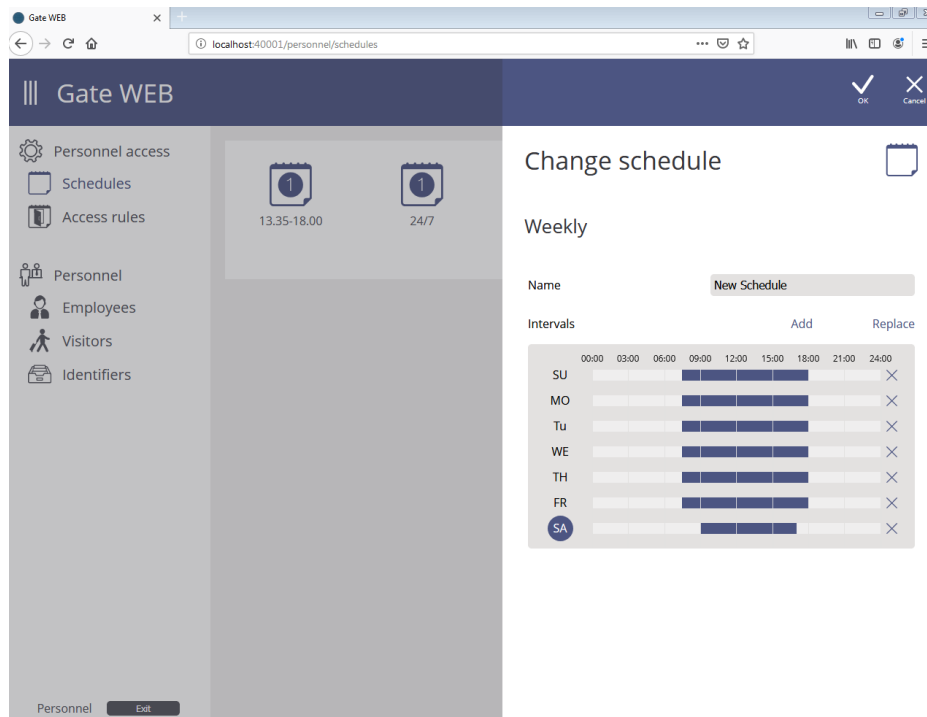 Gate WEB
localhost:40001/personnel/schedules
Gate WEB
OK
Cancel
Personnel access
Schedules
Access rules
Personnel
Employees
Visitors
Identifiers
1
13.35-18.00
1
24/7
Change schedule
Weekly
Name New Schedule
Intervals Add Replace
00:00 03:00 06:00 09:00 12:00 15:00 18:00 21:00 24:00
SU
MO
Tu
WE
TH
FR
SA
Personnel Exit